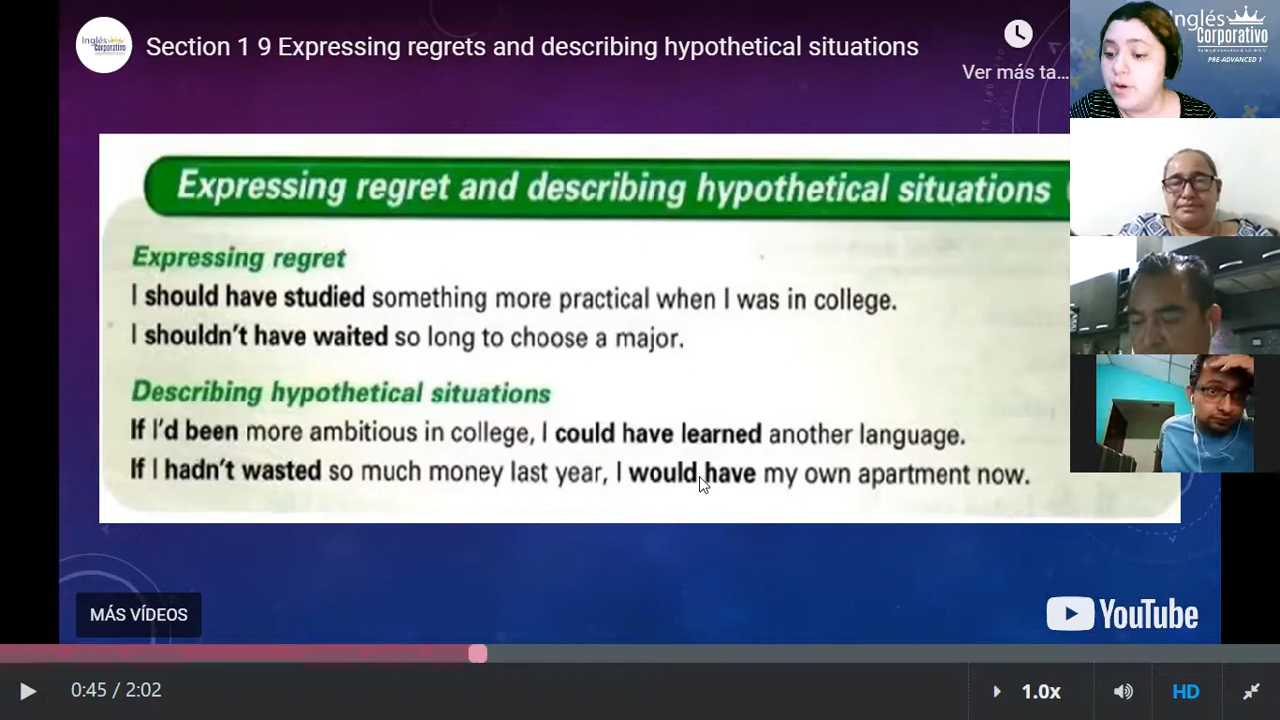 Inglés
Corporativo
Section 1 9 Expressing regrets and describing hypothetical situations
Ver más ta...
Inglés
Corporativo
PRE-ADVANCED 1
Expressing regret and describing hypothetical situations
Expressing regret
I should have studied something more practical when I was in college.
I shouldn't have waited so long to choose a major.
Describing hypothetical situations
If I'd been more ambitious in college, I could have learned another language.
If I hadn't wasted so much money last year, I would have my own apartment now.
MÁS VÍDEOS
YouTube
0:45 / 2:02
1.0x
HD